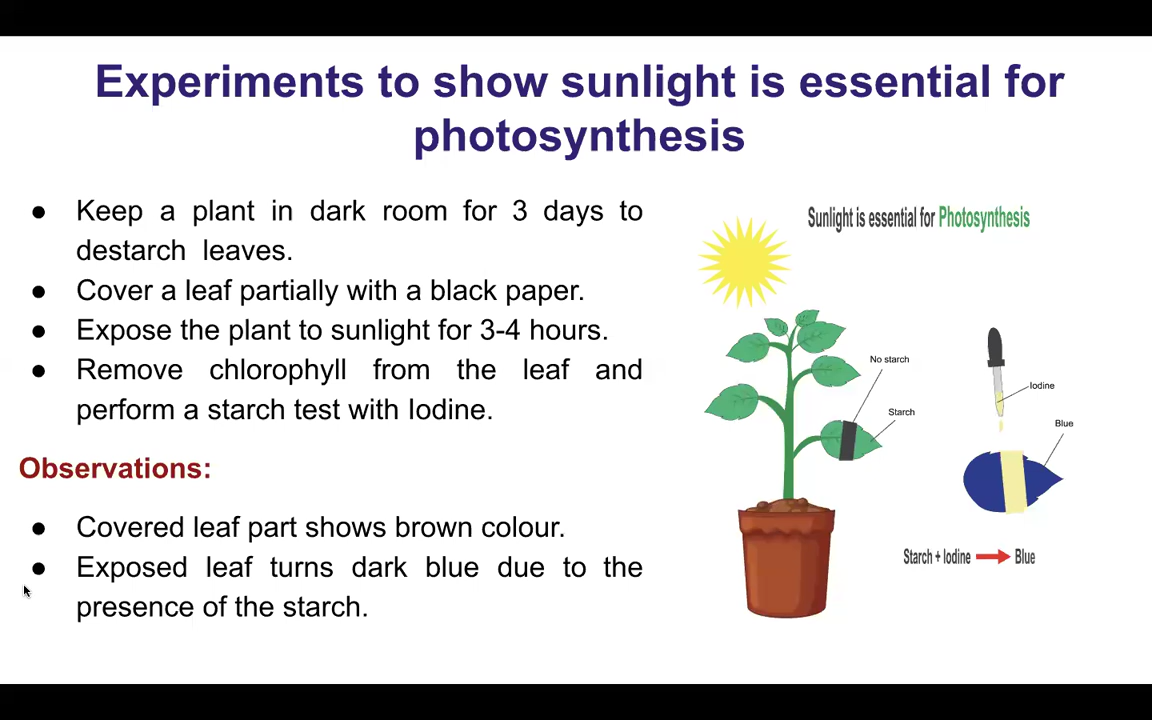 Experiments to show sunlight is essential for
photosynthesis
● Keep a plant in dark room for 3 days to
destarch leaves.
● Cover a leaf partially with a black paper.
● Expose the plant to sunlight for 3-4 hours.
● Remove chlorophyll from the leaf and
perform a starch test with Iodine.
Observations:
● Covered leaf part shows brown colour.
● Exposed leaf turns dark blue due to the
presence of the starch.
Sunlight is essential for Photosynthesis
No starch
Starch
Iodine
Blue
Starch + Iodine → Blue